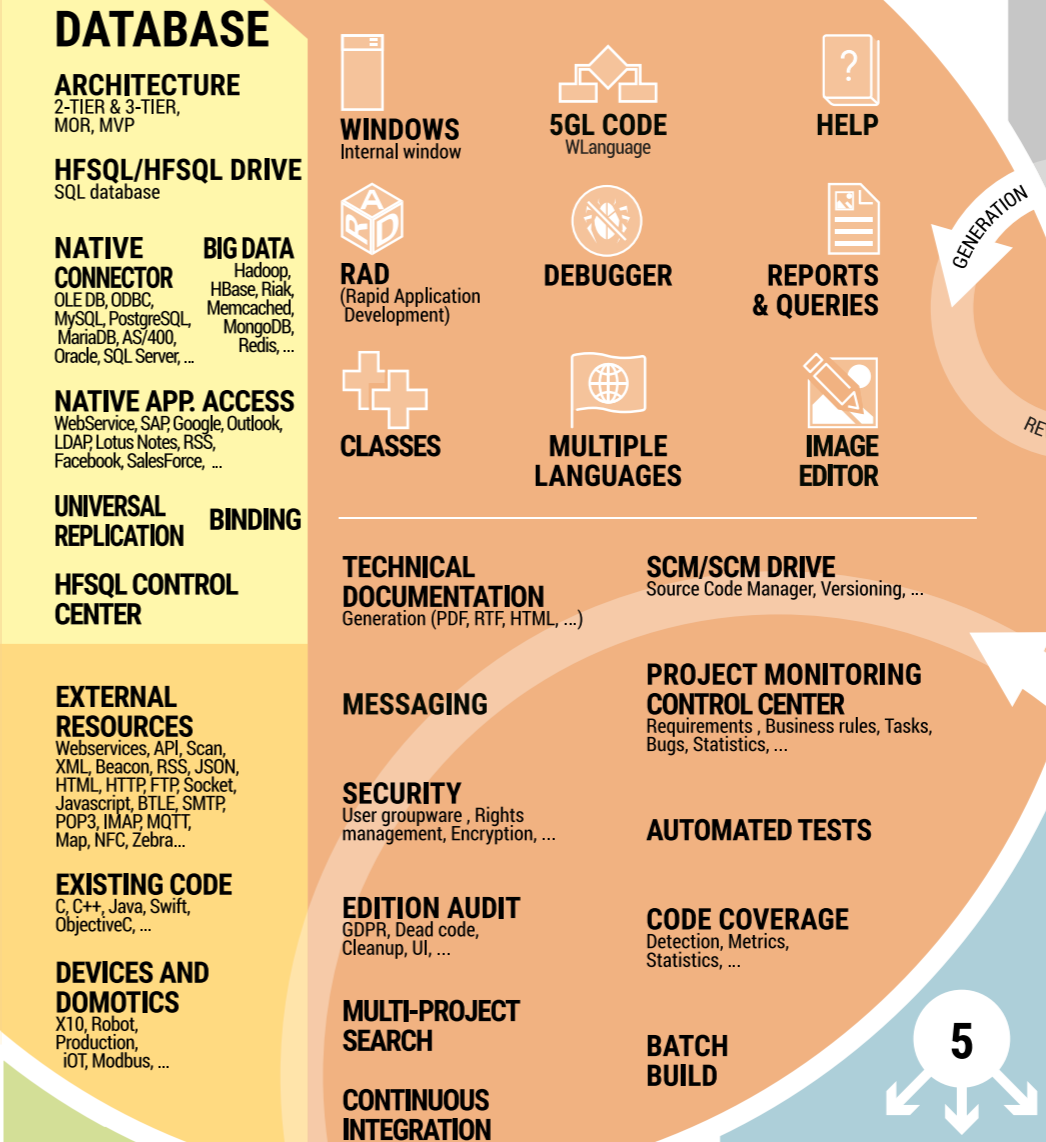 DATABASE
ARCHITECTURE
2-TIER & 3-TIER,
MOR, MVP
HFSQL/HFSQL DRIVE
SQL database
NATIVE
CONNECTOR
OLE DB, ODBC,
MySQL, PostgreSQL,
MariaDB, AS/400,
Oracle, SQL Server, ...
BIG DATA
Hadoop,
HBase, Riak,
Memcached,
MongoDB,
Redis, ...
NATIVE APP. ACCESS
WebService, SAP, Google, Outlook,
LDAP, Lotus Notes, RSS,
Facebook, SalesForce, ...
UNIVERSAL
REPLICATION
BINDING
HFSQL CONTROL
CENTER
EXTERNAL
RESOURCES
Webservices, API, Scan,
XML, Beacon, RSS, JSON,
HTML, HTTP, FTP, Socket,
Javascript, BTLE, SMTP,
POP3, IMAP, MQTT,
Map, NFC, Zebra...
EXISTING CODE
C, C++, Java, Swift,
ObjectiveC, ...
DEVICES AND
DOMOTICS
X10, Robot,
Production,
iOT, Modbus, ...
WINDOWS
Internal window
5GL CODE
WLanguage
?
HELP
RAD
RAD
(Rapid Application
Development)
DEBUGGER
REPORTS
& QUERIES
CLASSES
MULTIPLE
LANGUAGES
IMAGE
EDITOR
GENERATION
RE
TECHNICAL
DOCUMENTATION
Generation (PDF, RTF, HTML, ...)
SCM/SCM DRIVE
Source Code Manager, Versioning, ...
MESSAGING
PROJECT MONITORING
CONTROL CENTER
Requirements , Business rules, Tasks,
Bugs, Statistics, ...
SECURITY
User groupware , Rights
management, Encryption, ...
AUTOMATED TESTS
EDITION AUDIT
GDPR, Dead code,
Cleanup, UI, ...
CODE COVERAGE
Detection, Metrics,
Statistics, ...
MULTI-PROJECT
SEARCH
BATCH
BUILD
CONTINUOUS
INTEGRATION
5